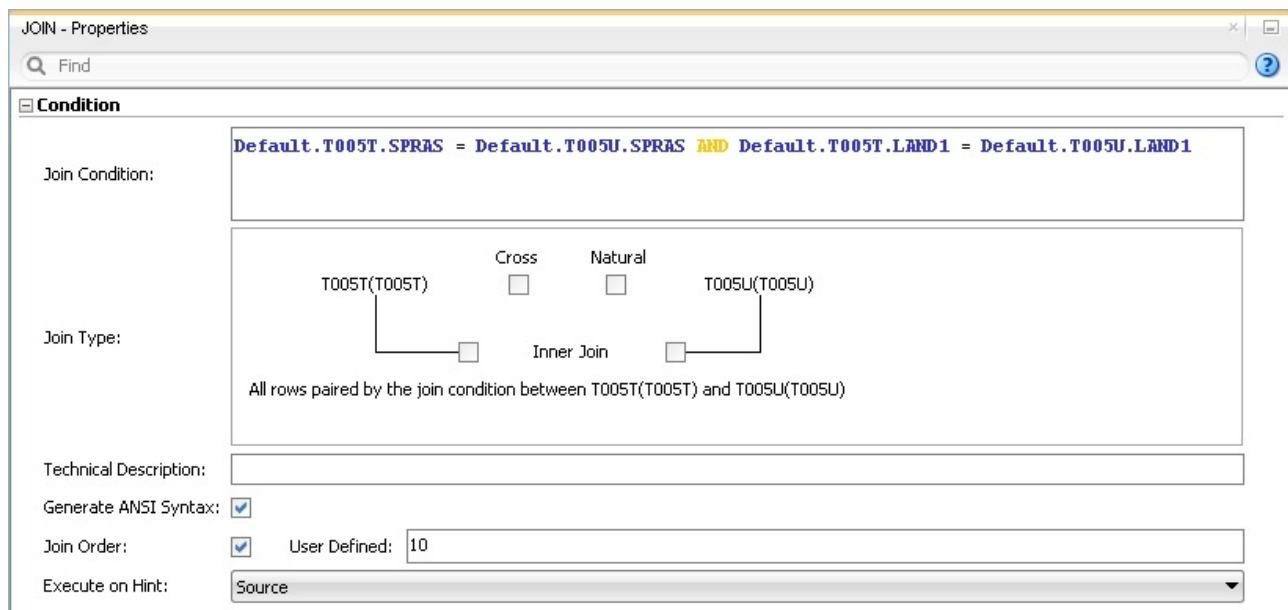 JOIN - Properties
Find
Condition
Join Condition:
Default.T005T.SPRAS = Default.T005U.SPRAS AND Default.T005T.LAND1 = Default.T005U.LAND1
Join Type:
Cross Natural
T005T(T005T) T005U(T005U)
Inner Join
All rows paired by the join condition between T005T(T005T) and T005U(T005U)
Technical Description:
Generate ANSI Syntax:
Join Order: User Defined: 10
Execute on Hint: Source